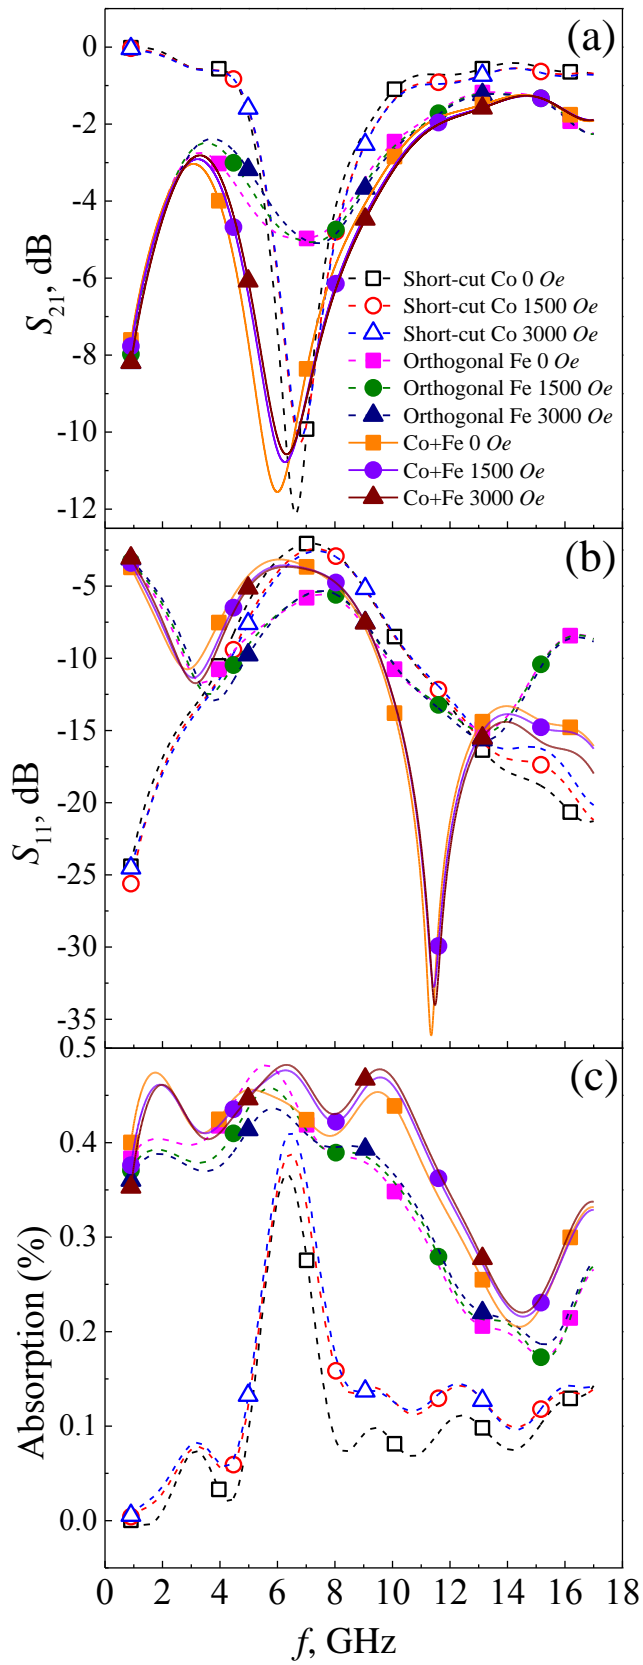 (a)
0
-2
-4
-6
-8
-10
-12
S21, dB
Short-cut Co 0 Oe
Short-cut Co 1500 Oe
Short-cut Co 3000 Oe
Orthogonal Fe 0 Oe
Orthogonal Fe 1500 Oe
Orthogonal Fe 3000 Oe
Co+Fe 0 Oe
Co+Fe 1500 Oe
Co+Fe 3000 Oe
(b)
-5
-10
-15
-20
-25
-30
-35
S11, dB
(c)
0.5
0.4
0.3
0.2
0.1
0.0
Absorption (%)
0 2 4 6 8 10 12 14 16 18
f, GHz